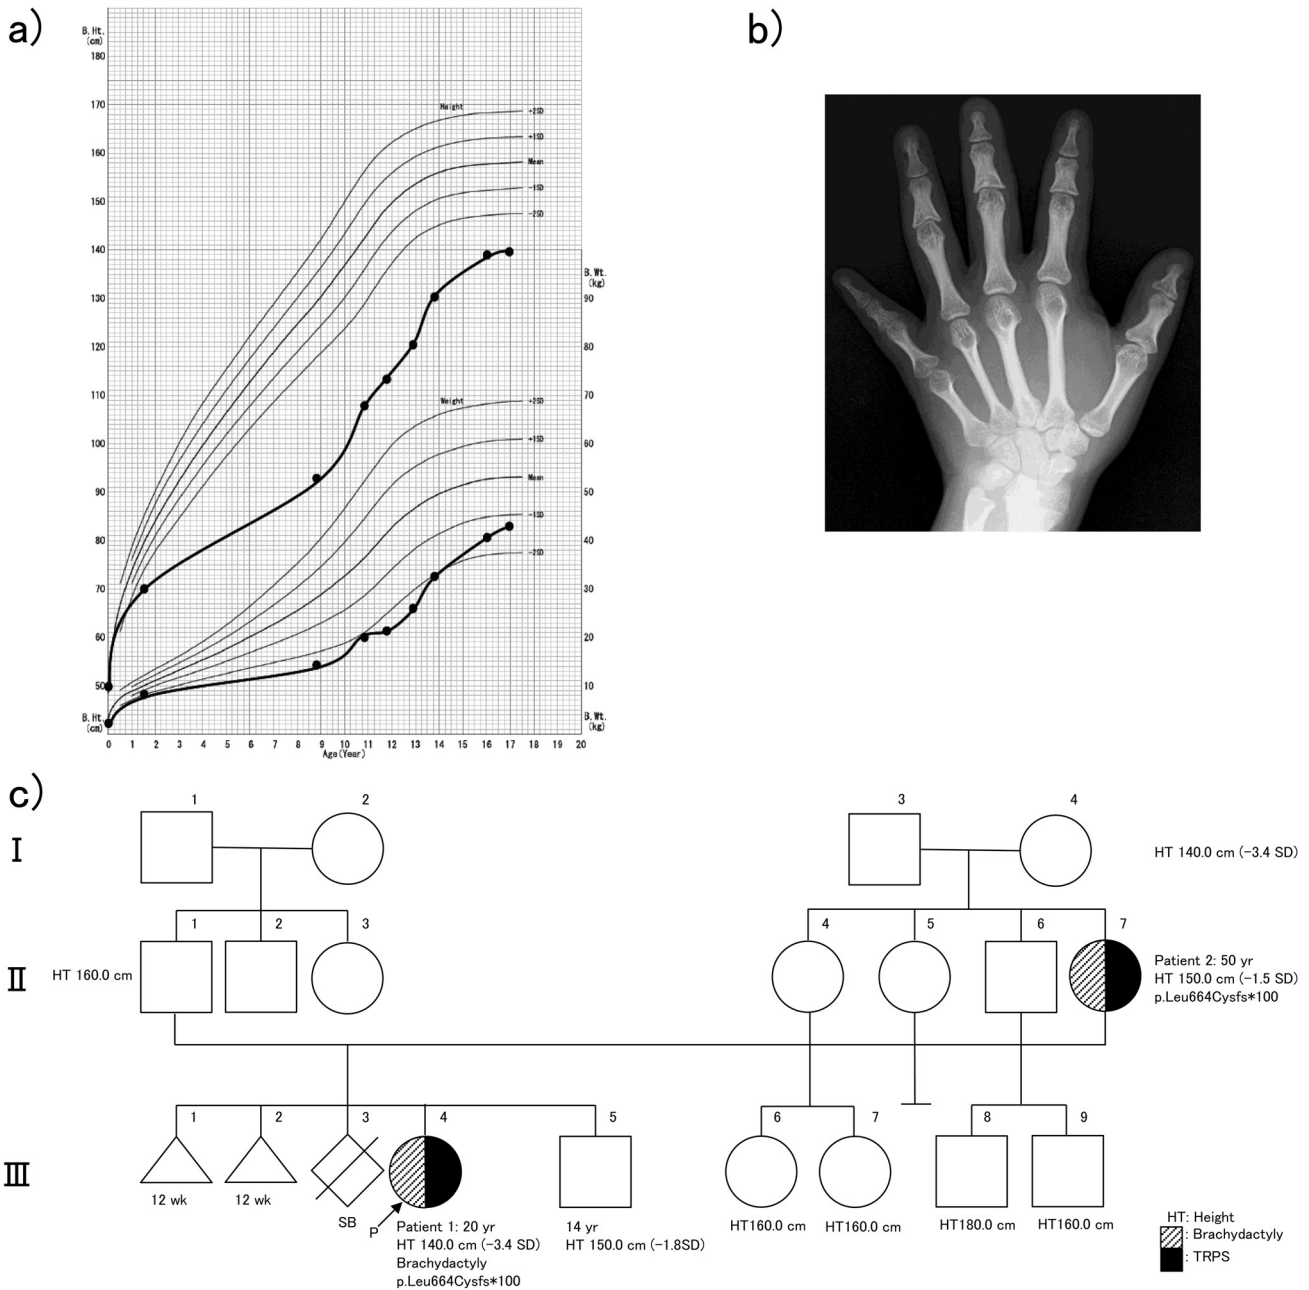 a)
b)
B. Ht.
(cm)
180
170
160
150
140
130
120
110
100
90
80
70
60
50
B. Ht.
(cm)
Height
+2SD
+1SD
Mean
-1SD
-2SD
B. Wt.
(kg)
90
80
70
60
50
40
30
20
10
B. Wt.
(kg)
Weight
+2SD
+1SD
Mean
-1SD
-2SD
0 1 2 3 4 5 6 7 8 9 10 11 12 13 14 15 16 17 18 19 20
Age(Year)
c)
I
1 2 3 4
HT 140.0 cm (−3.4 SD)
II
1 2 3 4 5 6 7
HT 160.0 cm
Patient 2: 50 yr
HT 150.0 cm (−1.5 SD)
p.Leu664Cysfs*100
III
1 2 3 4 5 6 7 8 9
12 wk
12 wk
SB
P
Patient 1: 20 yr
HT 140.0 cm (−3.4 SD)
Brachydactyly
p.Leu664Cysfs*100
14 yr
HT 150.0 cm (−1.8SD)
HT160.0 cm
HT160.0 cm
HT180.0 cm
HT160.0 cm
HT: Height
: Brachydactyly
: TRPS